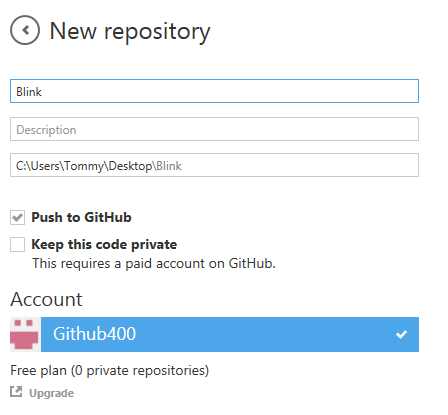 New repository
Blink
Description
C:\Users\Tommy\Desktop\Blink
Push to GitHub
Keep this code private
This requires a paid account on GitHub.
Account
Github400
Free plan (0 private repositories)
Upgrade